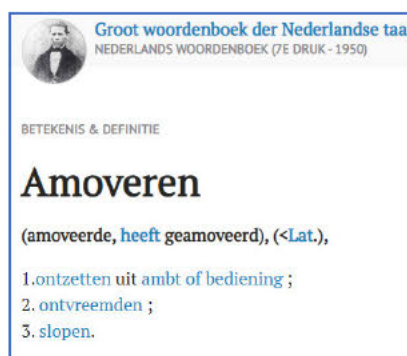 Groot woordenboek der Nederlandse taa
NEDERLANDS WOORDENBOEK (7E DRUK - 1950)
BETEKENIS & DEFINITIE
Amoveren
(amoveerde, heeft geamoveerd), (<Lat.),
1.ontzetten uit ambt of bediening ;
2. ontvreemden ;
3. slopen.